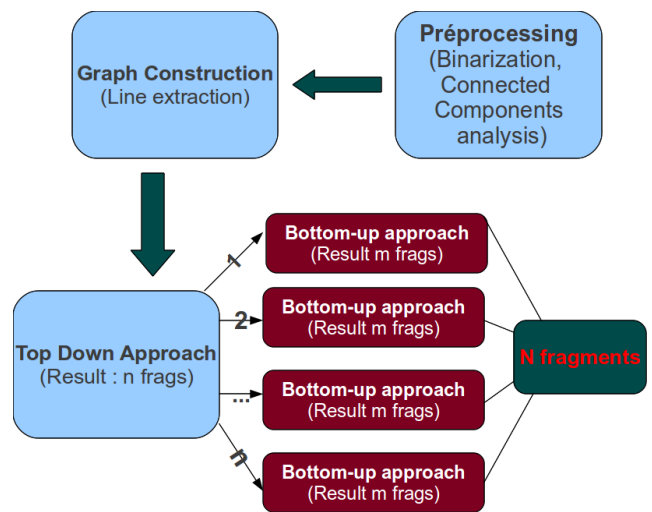 Préprocessing
(Binarization,
Connected
Components
analysis)
Graph Construction
(Line extraction)
Top Down Approach
(Result : n frags)
1
Bottom-up approach
(Result m frags)
2
Bottom-up approach
(Result m frags)
...
Bottom-up approach
(Result m frags)
n
Bottom-up approach
(Result m frags)
N fragments